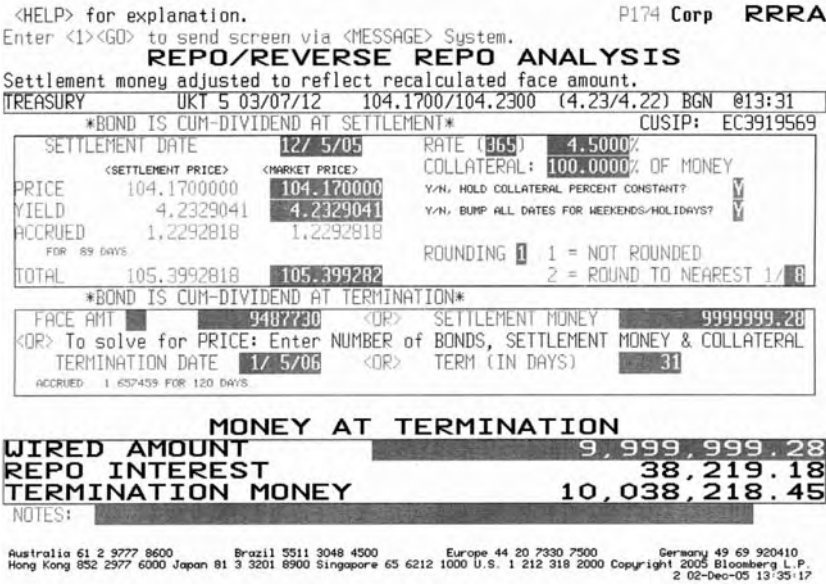 <HELP> for explanation. P174 Corp RRRA
Enter <1><GO> to send screen via <MESSAGE> System.
REPO/REVERSE REPO ANALYSIS
Settlement money adjusted to reflect recalculated face amount.
TREASURY UKT 5 03/07/12 104.1700/104.2300 (4.23/4.22) BGN @13:31
*BOND IS CUM-DIVIDEND AT SETTLEMENT* CUSIP: EC3919569
SETTLEMENT DATE 12/ 5/05 RATE (365) 4.5000%
<SETTLEMENT PRICE> <MARKET PRICE> COLLATERAL: 100.0000% OF MONEY
PRICE 104.1700000 104.170000 Y/N, HOLD COLLATERAL PERCENT CONSTANT? Y
YIELD 4.2329041 4.2329041 Y/N, BUMP ALL DATES FOR WEEKENDS/HOLIDAYS? Y
ACCRUED 1.2292818 1.2292818
FOR 89 DAYS ROUNDING 1 1 = NOT ROUNDED
TOTAL 105.3992818 105.399282 2 = ROUND TO NEAREST 1/ 8
*BOND IS CUM-DIVIDEND AT TERMINATION*
FACE AMT 9487730 <OR> SETTLEMENT MONEY 9999999.28
<OR> To solve for PRICE: Enter NUMBER of BONDS, SETTLEMENT MONEY & COLLATERAL
TERMINATION DATE 1/ 5/06 <OR> TERM (IN DAYS) 31
ACCRUED 1.657459 FOR 120 DAYS
MONEY AT TERMINATION
WIRED AMOUNT 9,999,999.28
REPO INTEREST 38,219.18
TERMINATION MONEY 10,038,218.45
NOTES:
Australia 61 2 9777 8600 Brazil 5511 3048 4500 Europe 44 20 7330 7500 Germany 49 69 920410
Hong Kong 852 2977 6000 Japan 81 3 3201 8900 Singapore 65 6212 1000 U.S. 1 212 318 2000 Copyright 2005 Bloomberg L.P.
2 02-Dec-05 13:35:17